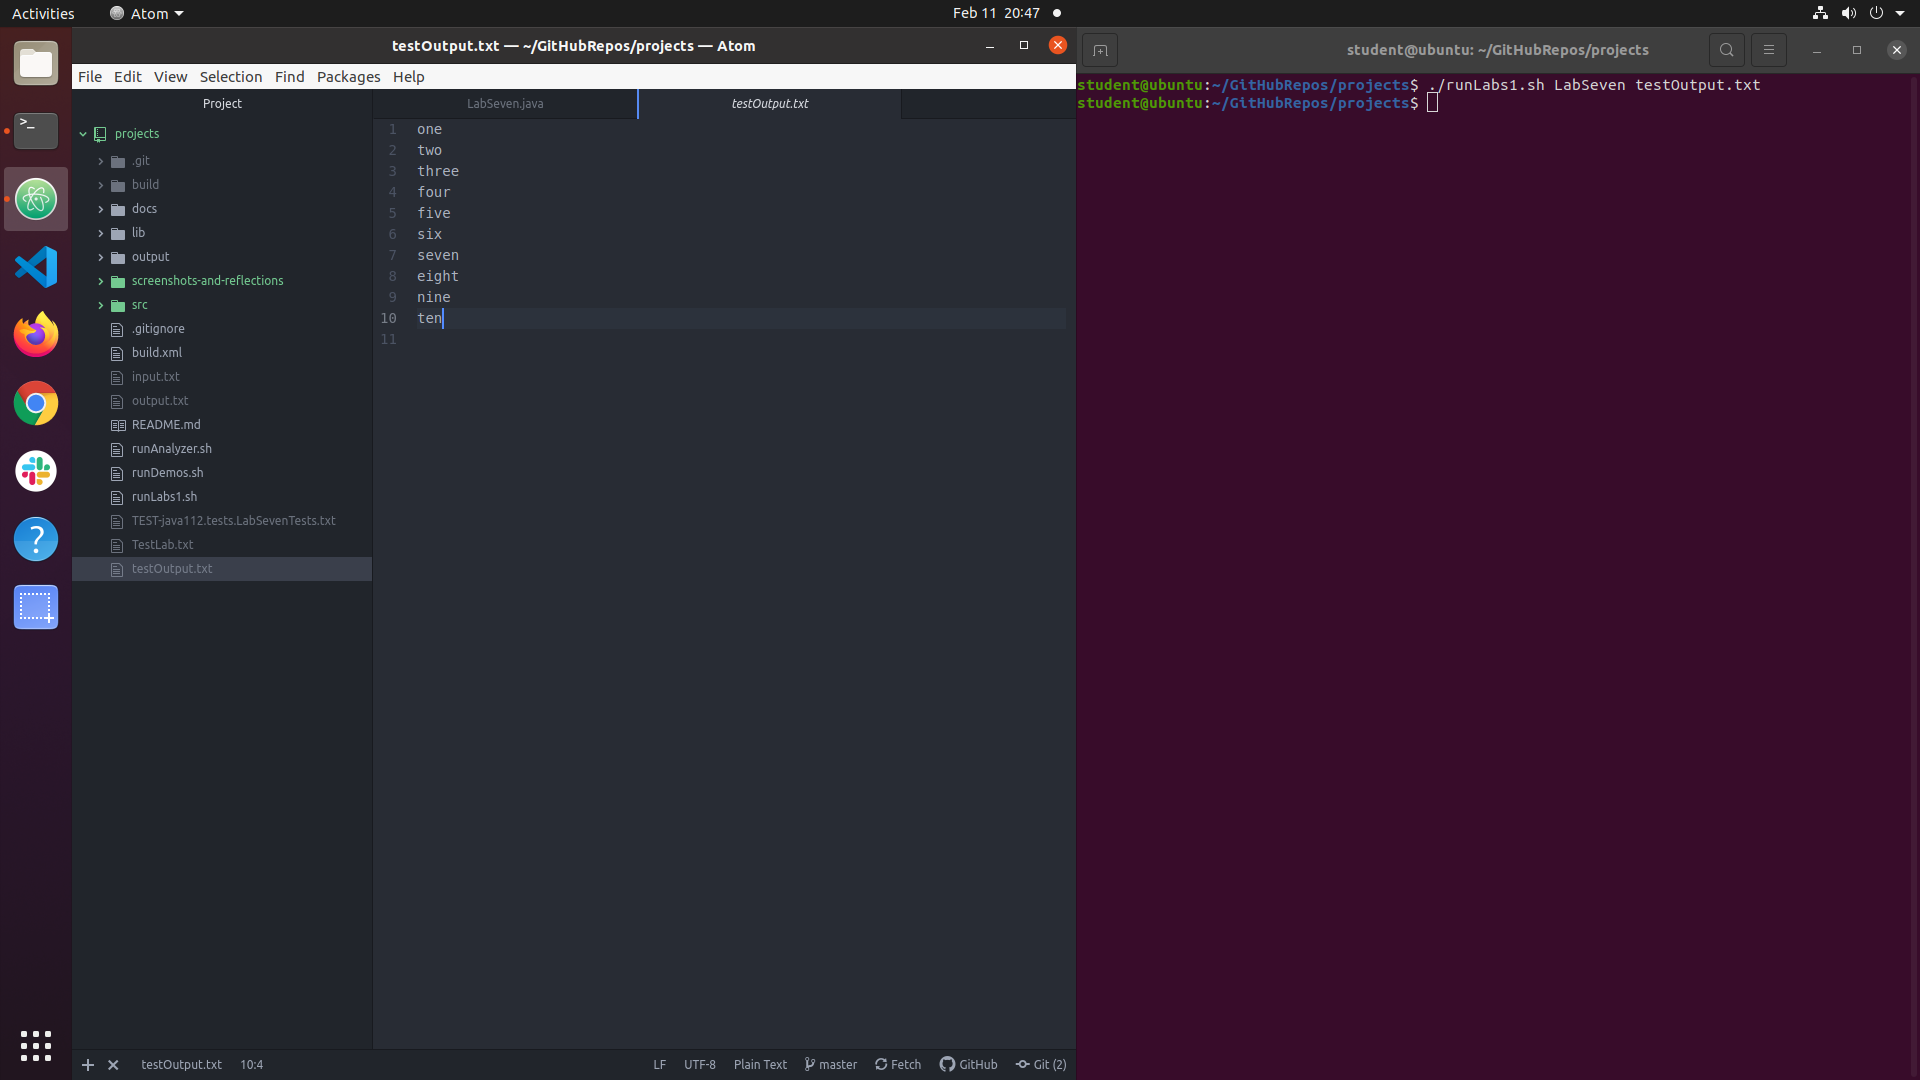 Activities
Atom
Feb 11 20:47
testOutput.txt — ~/GitHubRepos/projects — Atom
File Edit View Selection Find Packages Help
Project
projects
.git
build
docs
lib
output
screenshots-and-reflections
src
.gitignore
build.xml
input.txt
output.txt
README.md
runAnalyzer.sh
runDemos.sh
runLabs1.sh
TEST-java112.tests.LabSevenTests.txt
TestLab.txt
testOutput.txt
LabSeven.java
testOutput.txt
1 one
2 two
3 three
4 four
5 five
6 six
7 seven
8 eight
9 nine
10 ten
11
testOutput.txt 10:4
LF UTF-8 Plain Text master Fetch GitHub Git (2)
student@ubuntu: ~/GitHubRepos/projects
student@ubuntu:~/GitHubRepos/projects$ ./runLabs1.sh LabSeven testOutput.txt
student@ubuntu:~/GitHubRepos/projects$
>_
?